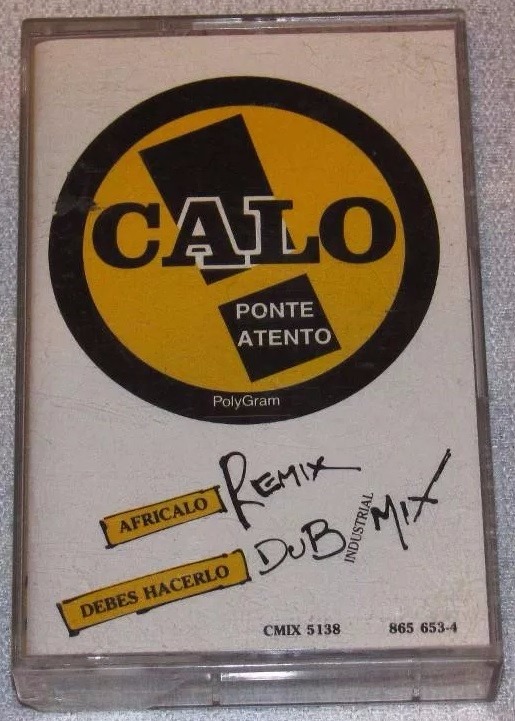 CALO
PONTE
ATENTO
PolyGram
AFRICALO REMIX
DEBES HACERLO DUB INDUSTRIAL MIX
CMIX 5138 865 653-4